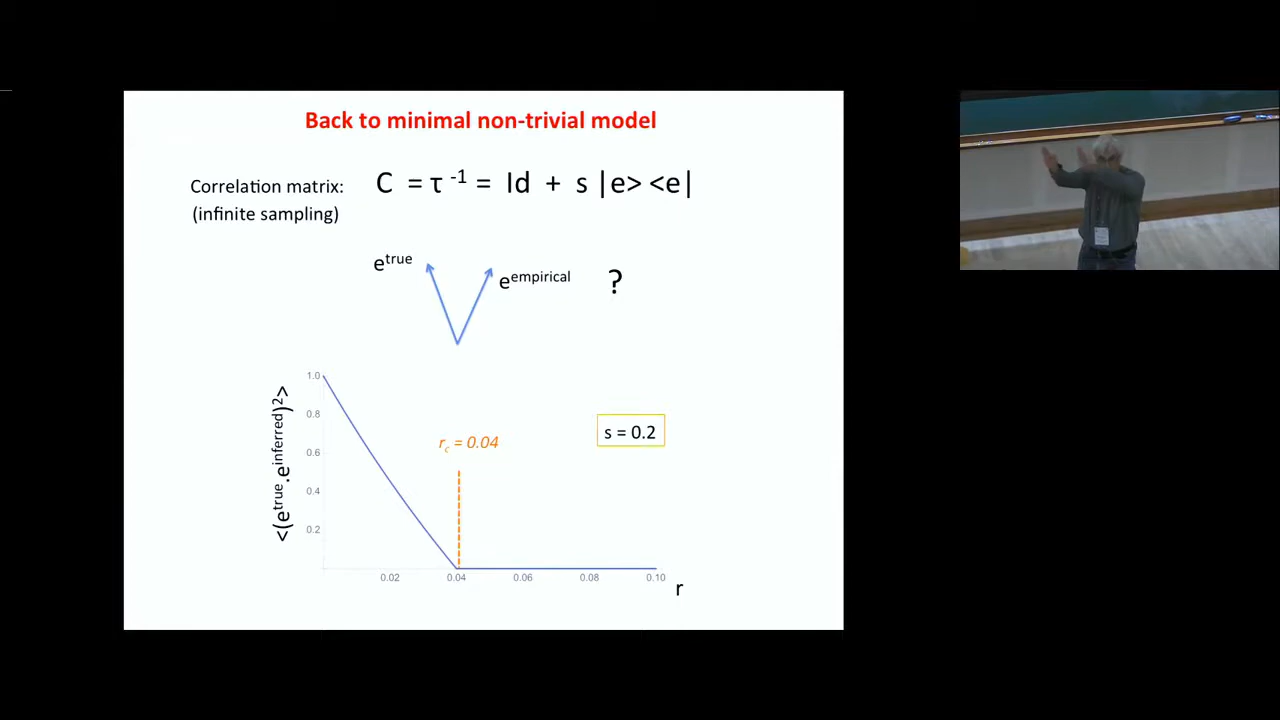 Back to minimal non-trivial model
Correlation matrix: C = τ⁻¹ = Id + s |e> <e|
(infinite sampling)
e^true
e^empirical ?
<(e^true.e^inferred)²>
1.0
0.8
0.6
0.4
0.2
r_c = 0.04
s = 0.2
0.02 0.04 0.06 0.08 0.10
r